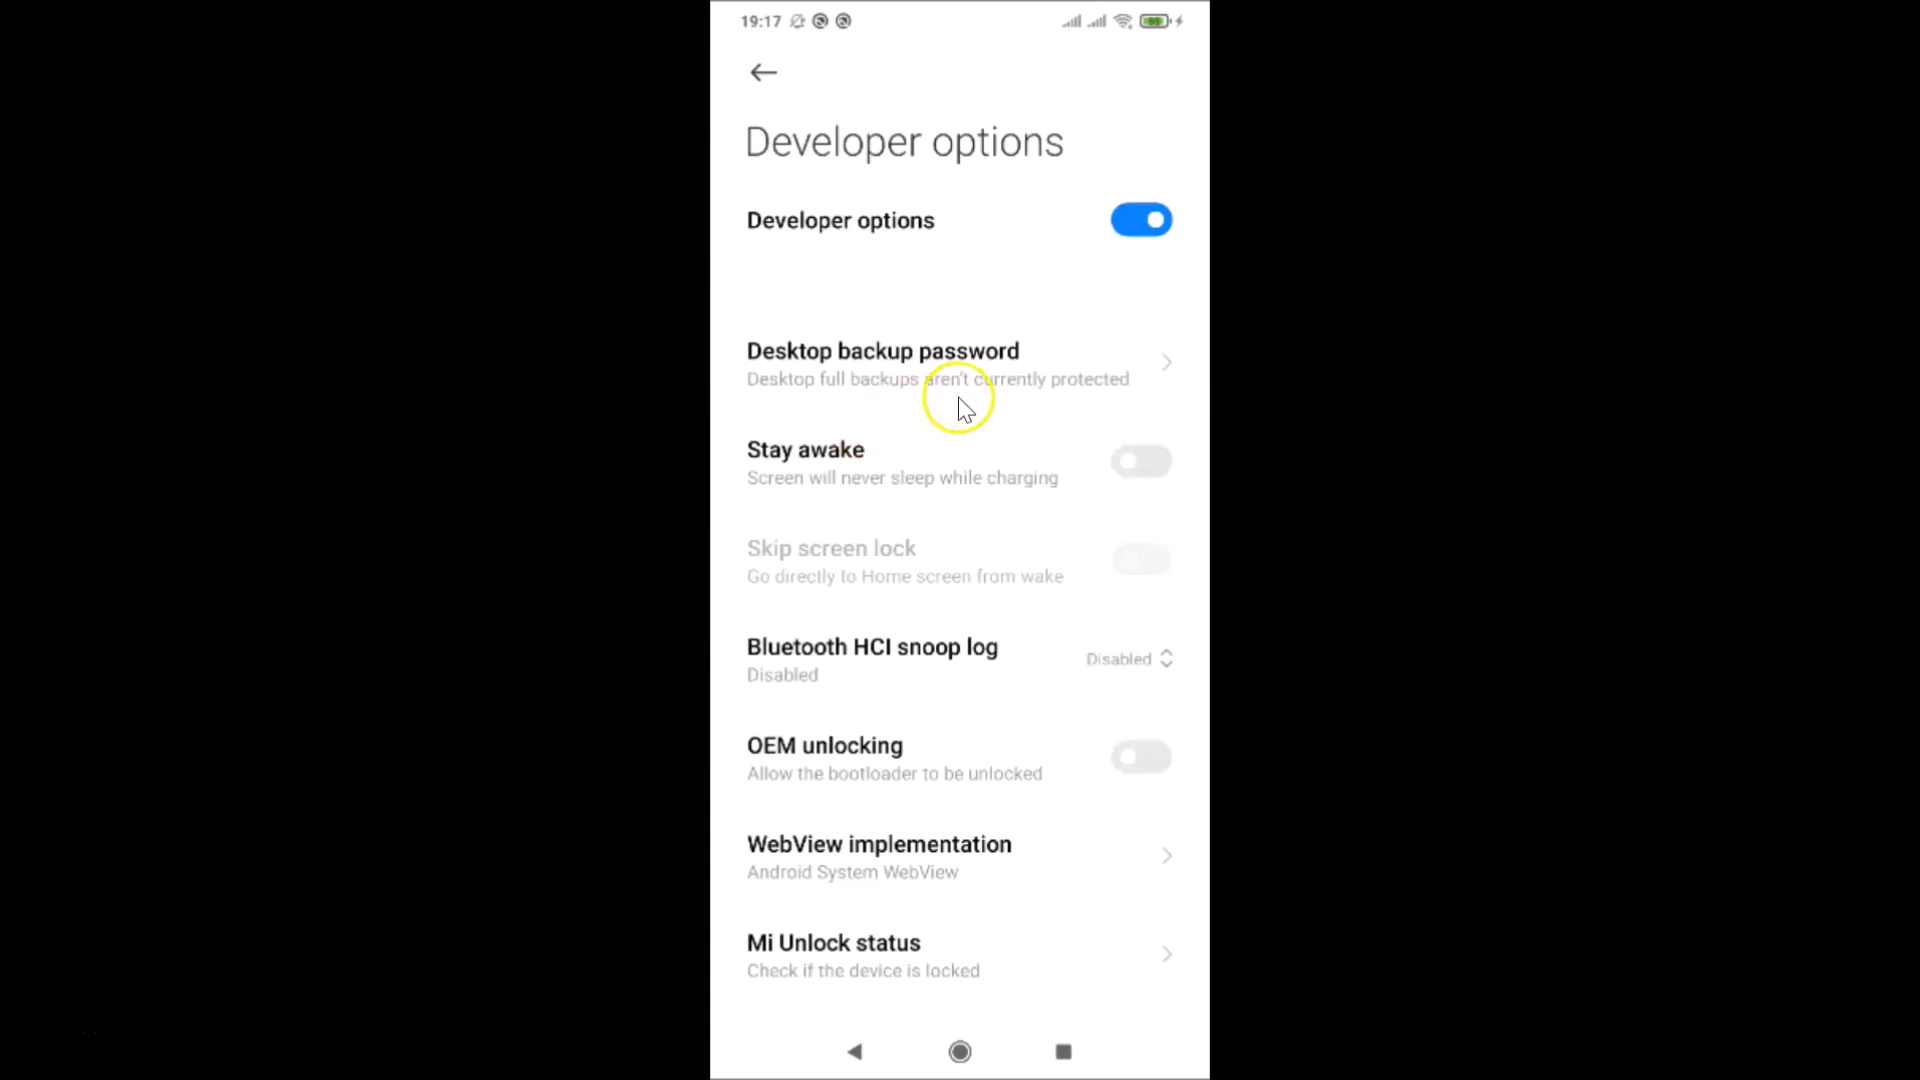 19:17
Developer options
Developer options
Desktop backup password
Desktop full backups aren't currently protected
Stay awake
Screen will never sleep while charging
Skip screen lock
Go directly to Home screen from wake
Bluetooth HCI snoop log
Disabled
Disabled
OEM unlocking
Allow the bootloader to be unlocked
WebView implementation
Android System WebView
Mi Unlock status
Check if the device is locked